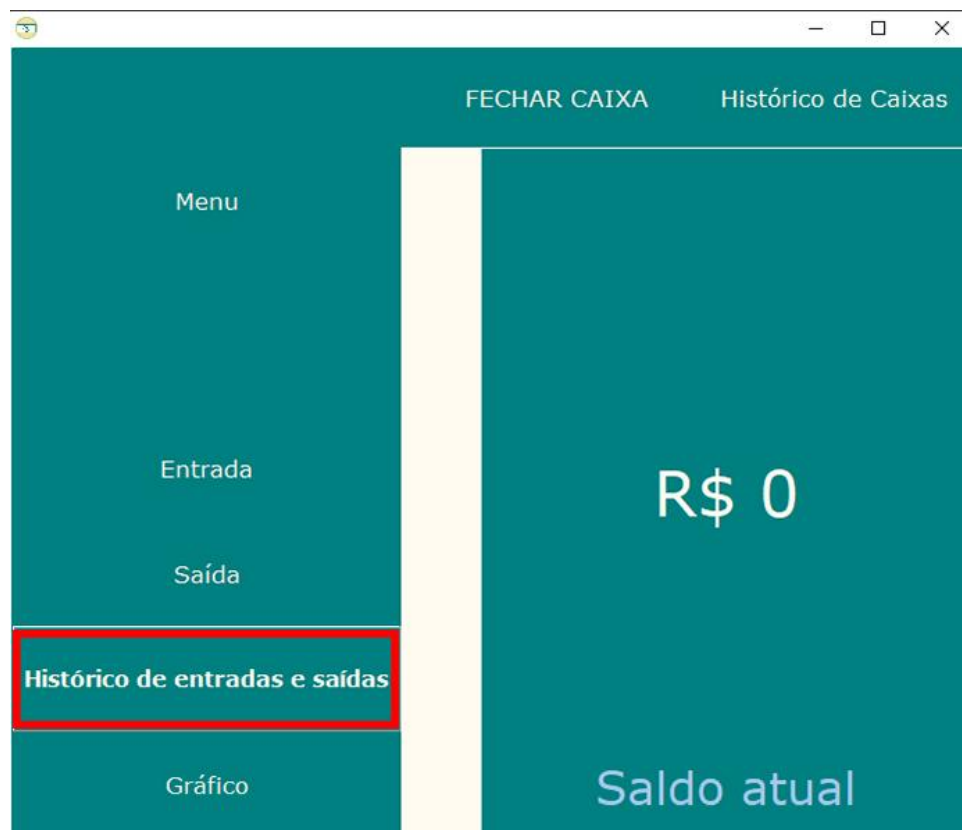 FECHAR CAIXA
Histórico de Caixas
Menu
Entrada
Saída
Histórico de entradas e saídas
Gráfico
R$ 0
Saldo atual